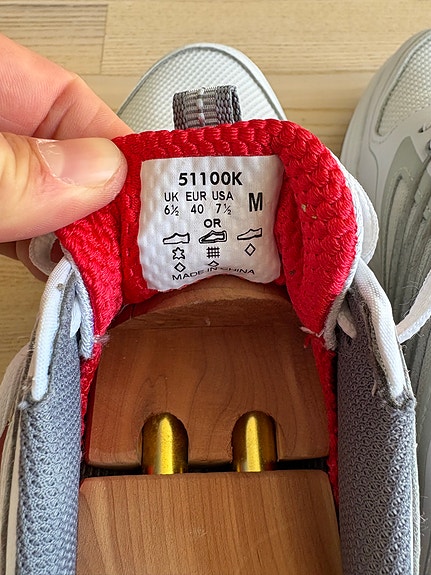 51100K
UK EUR USA M
6½ 40 7½
OR
MADE IN CHINA